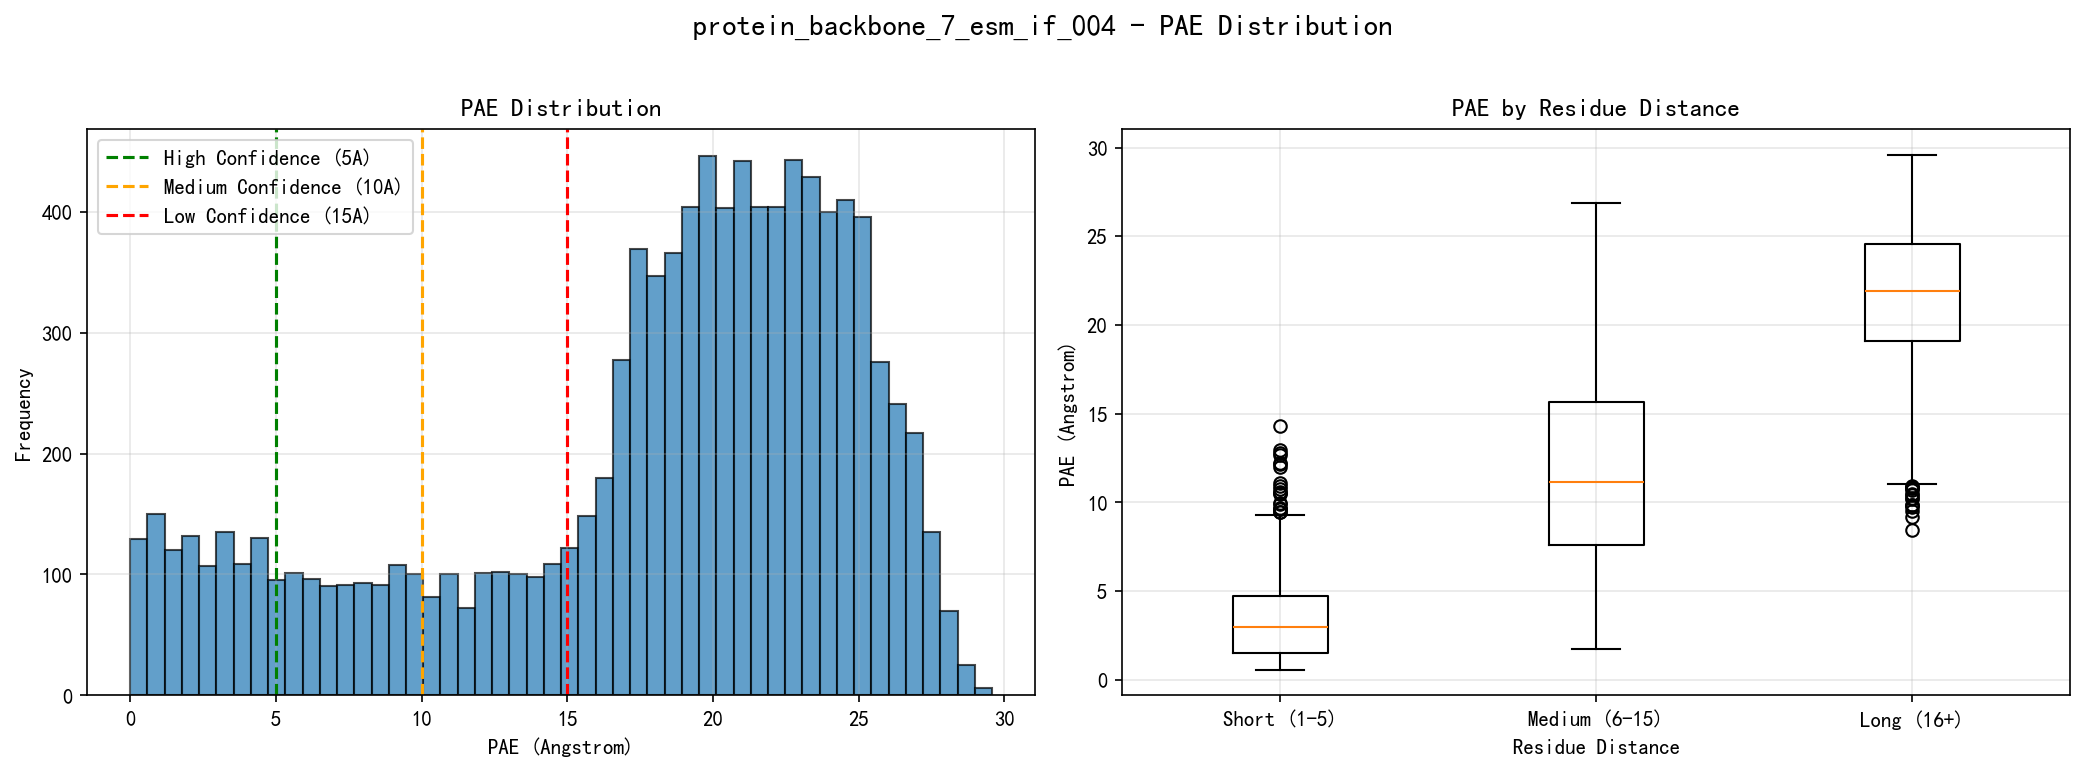 protein_backbone_7_esm_if_004 - PAE Distribution
PAE Distribution
High Confidence (5A)
Medium Confidence (10A)
Low Confidence (15A)
Frequency
400
300
200
100
0
0 5 10 15 20 25 30
PAE (Angstrom)
PAE by Residue Distance
PAE (Angstrom)
30
25
20
15
10
5
0
Short (1-5) Medium (6-15) Long (16+)
Residue Distance